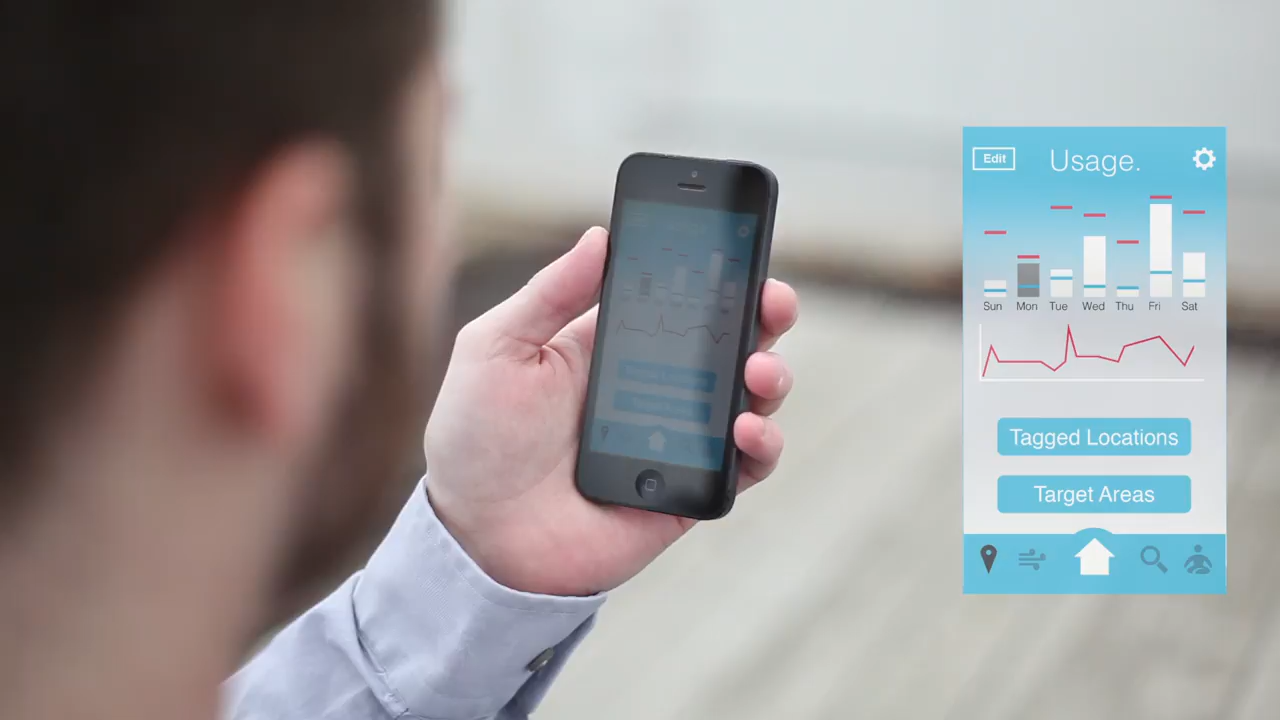 Edit
Usage.
Sun Mon Tue Wed Thu Fri Sat
Tagged Locations
Target Areas